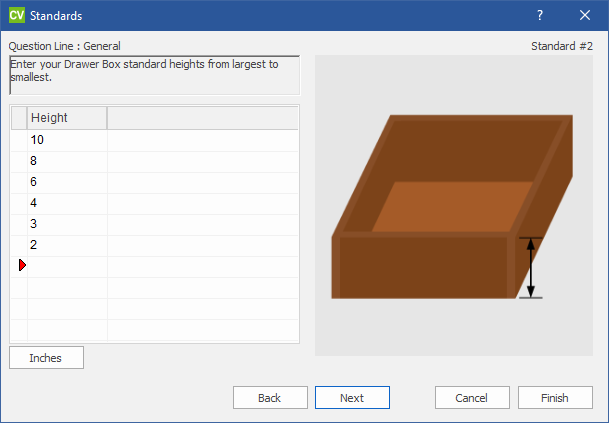 CV Standards ?
Question Line : General
Standard #2
Enter your Drawer Box standard heights from largest to
smallest.
Height
10
8
6
4
3
2
Inches
Back
Next
Cancel
Finish